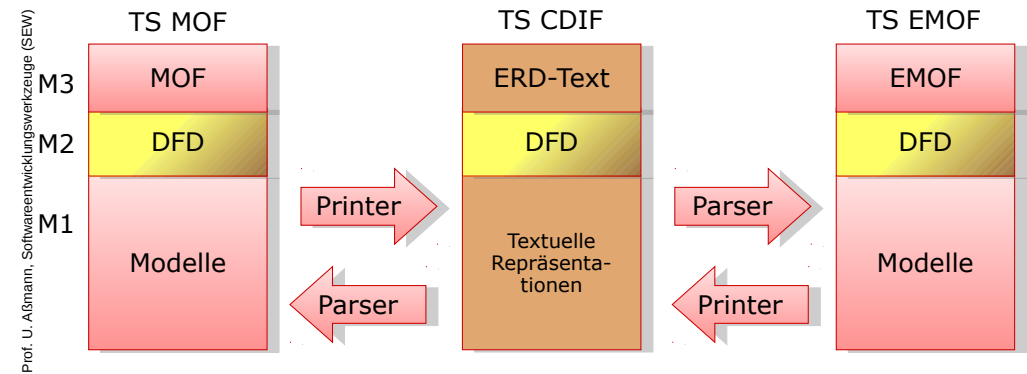 TS MOF
TS CDIF
TS EMOF
Prof. U. Aßmann, Softwareentwicklungswerkzeuge (SEW)
M3
MOF
ERD-Text
EMOF
M2
DFD
DFD
DFD
M1
Printer
Parser
Modelle
Textuelle
Repräsenta-
tionen
Modelle
Parser
Printer